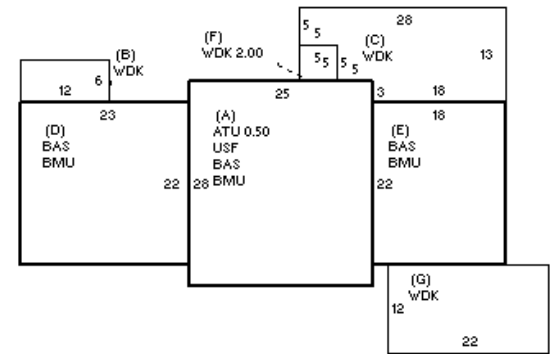 28
5
5
(F)
WDK 2.00
(C)
WDK
5 5
5
5
13
(B)
WDK
6
12
25
3
18
23
(D)
BAS
BMU
(A)
ATU 0.50
USF
BAS
BMU
18
(E)
BAS
BMU
22
28
22
(G)
WDK
12
22